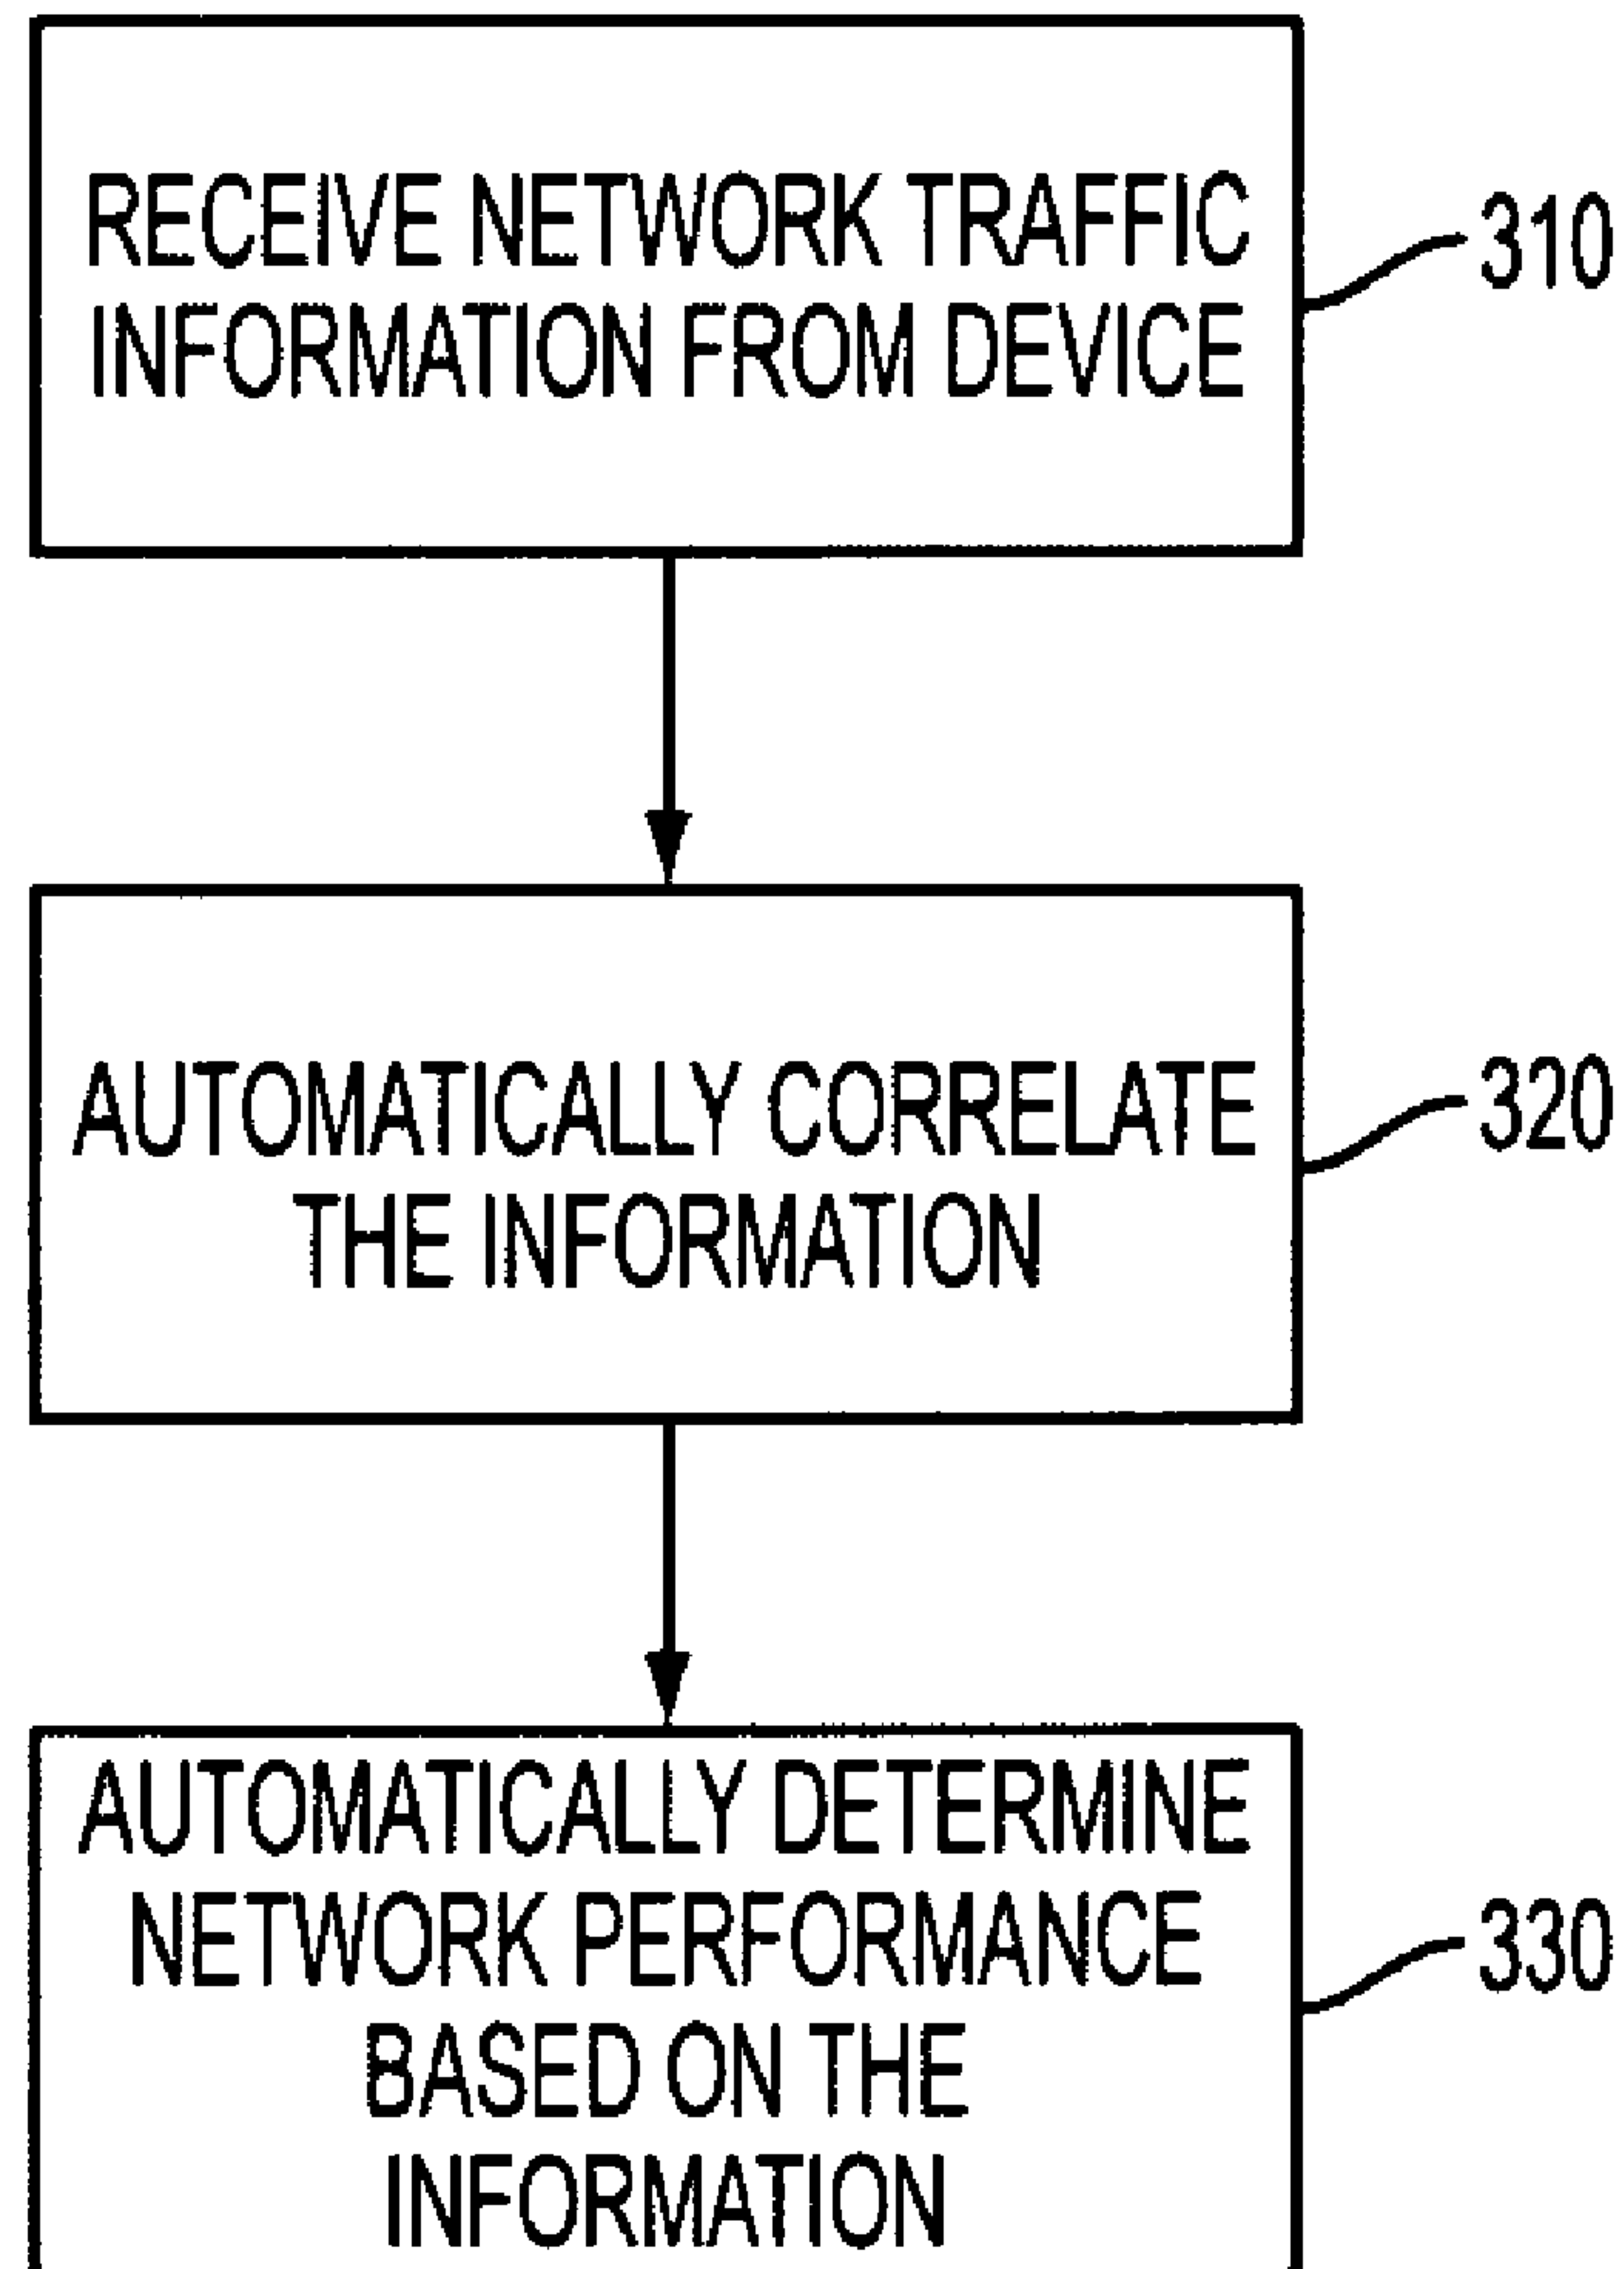 RECEIVE NETWORK TRAFFIC
INFORMATION FROM DEVICE
310
AUTOMATICALLY CORRELATE
THE INFORMATION
320
AUTOMATICALLY DETERMINE
NETWORK PERFORMANCE
BASED ON THE
INFORMATION
330